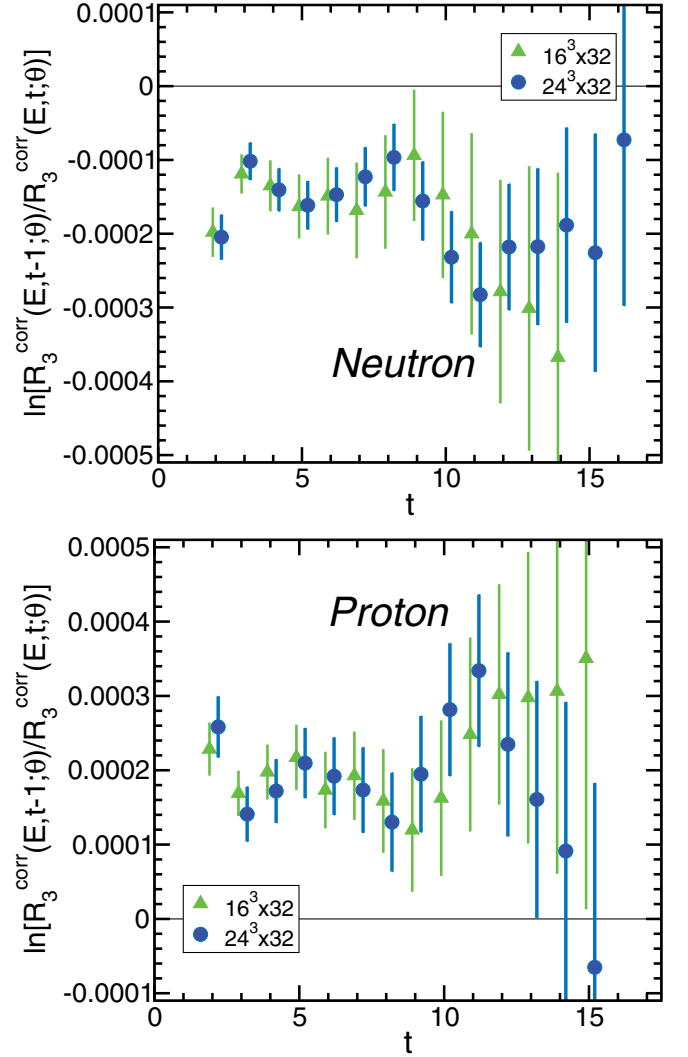 0.0001
0
-0.0001
-0.0002
-0.0003
-0.0004
-0.0005
ln[R₃ᶜᵒʳʳ(E,t-1;θ)/R₃ᶜᵒʳʳ(E,t;θ)]
16³x32
24³x32
Neutron
0 5 10 15
t
0.0005
0.0004
0.0003
0.0002
0.0001
0
-0.0001
ln[R₃ᶜᵒʳʳ(E,t-1;θ)/R₃ᶜᵒʳʳ(E,t;θ)]
Proton
16³x32
24³x32
0 5 10 15
t